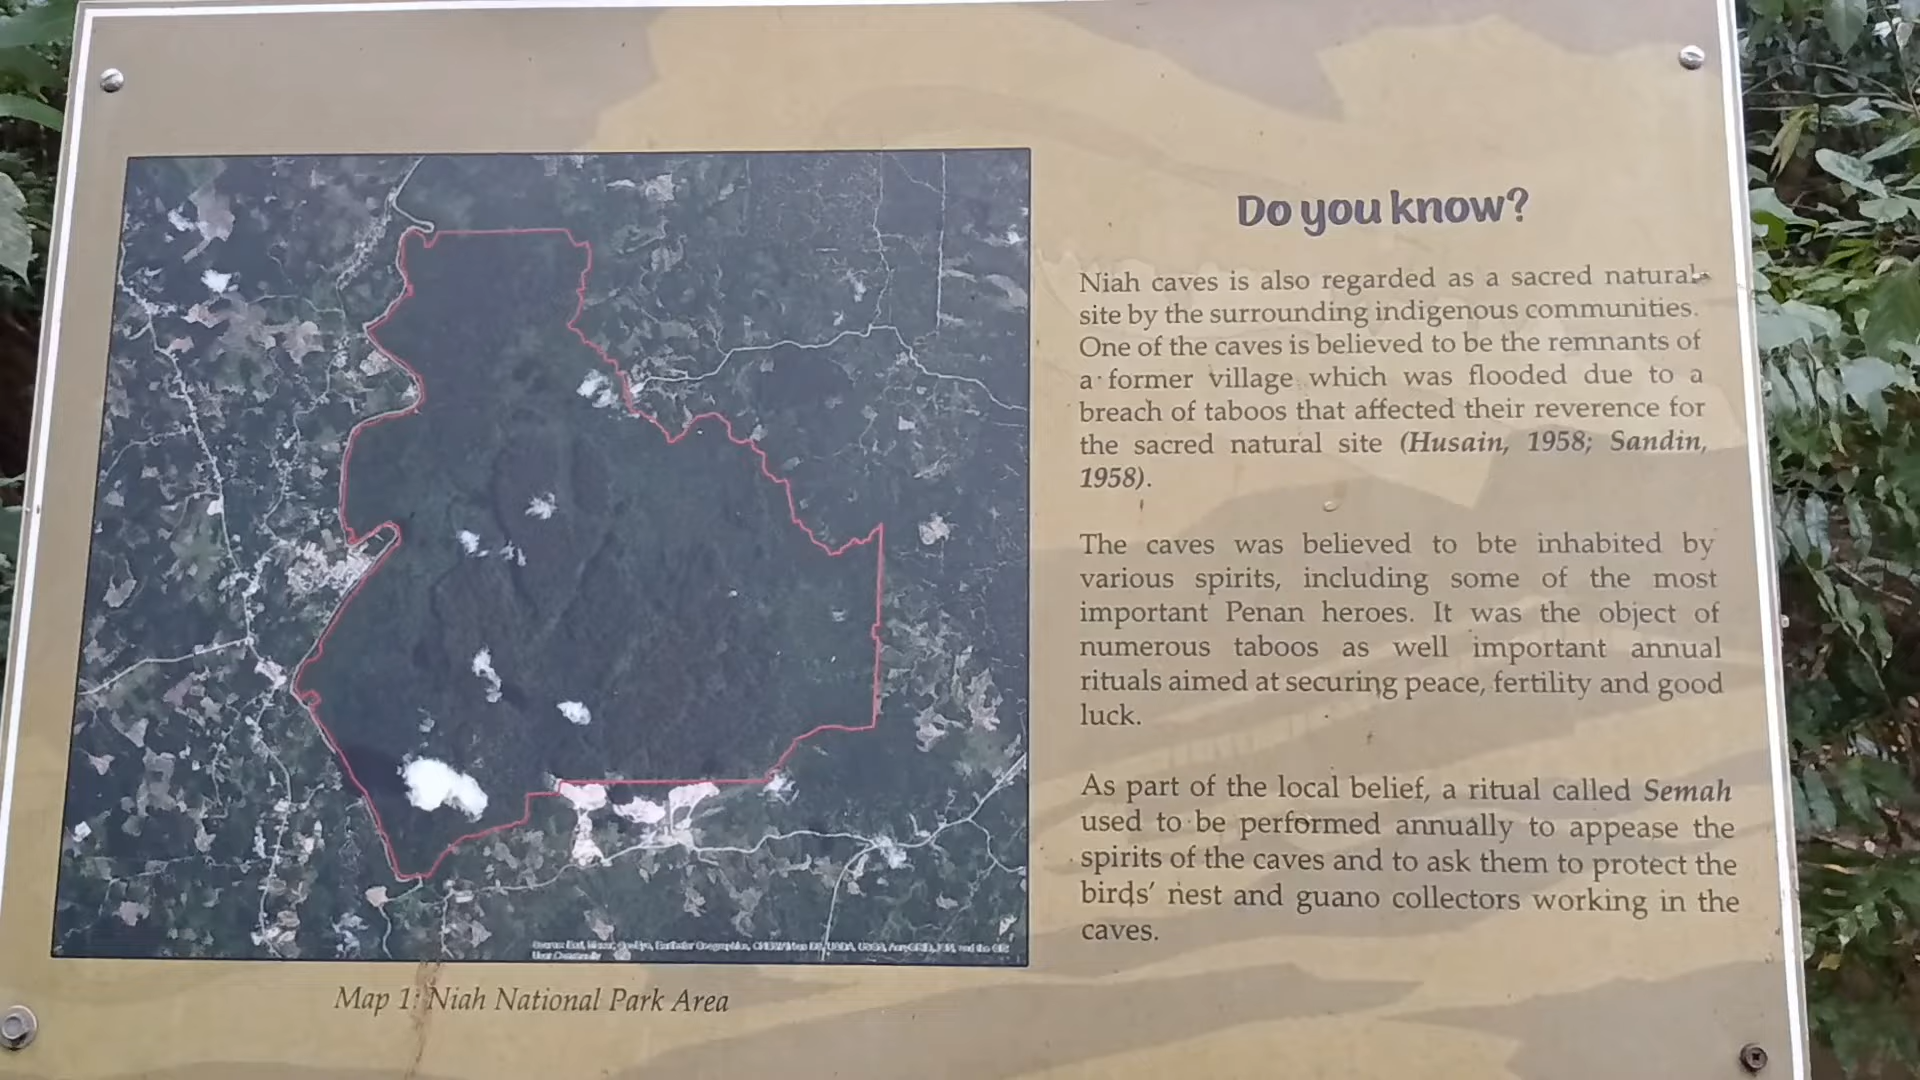 Do you know?
Niah caves is also regarded as a sacred natural
site by the surrounding indigenous communities.
One of the caves is believed to be the remnants of
a former village which was flooded due to a
breach of taboos that affected their reverence for
the sacred natural site (Husain, 1958; Sandin,
1958).
The caves was believed to bte inhabited by
various spirits, including some of the most
important Penan heroes. It was the object of
numerous taboos as well important annual
rituals aimed at securing peace, fertility and good
luck.
As part of the local belief, a ritual called Semah
used to be performed annually to appease the
spirits of the caves and to ask them to protect the
birds' nest and guano collectors working in the
caves.
Map 1: Niah National Park Area